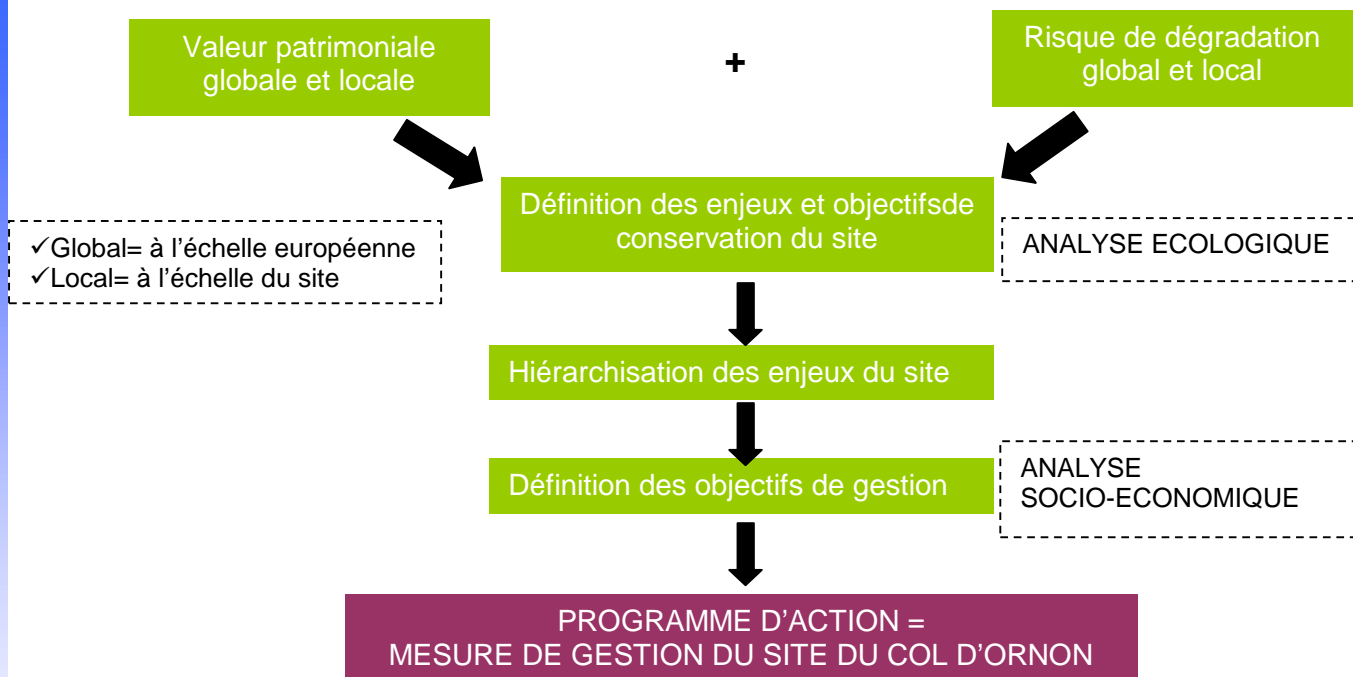 Valeur patrimoniale
globale et locale
+
Risque de dégradation
global et local
Définition des enjeux et objectifsde
conservation du site
✓Global= à l’échelle européenne
✓Local= à l’échelle du site
ANALYSE ECOLOGIQUE
Hiérarchisation des enjeux du site
Définition des objectifs de gestion
ANALYSE
SOCIO-ECONOMIQUE
PROGRAMME D’ACTION =
MESURE DE GESTION DU SITE DU COL D’ORNON